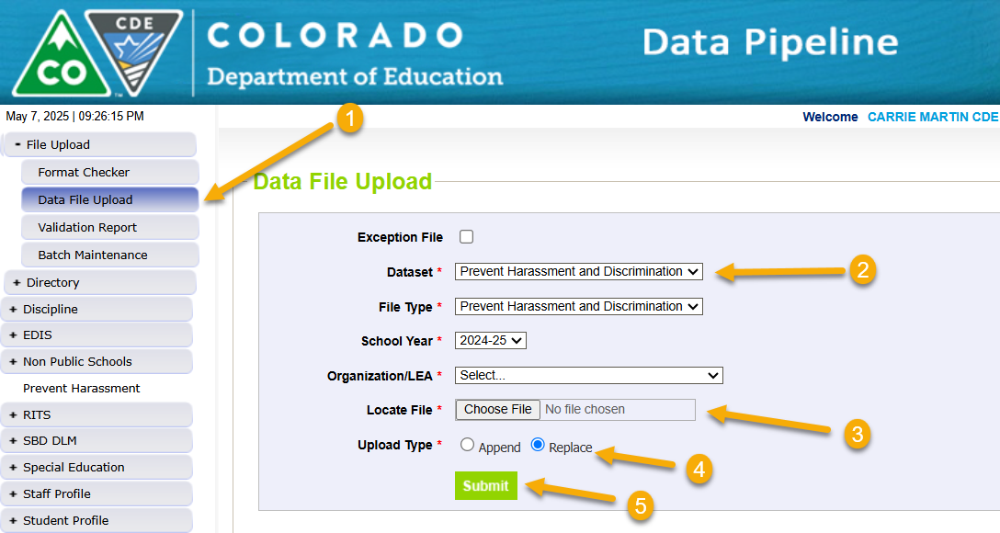 CDE
CO
TM
COLORADO
Department of Education
Data Pipeline
May 7, 2025 | 09:26:15 PM
Welcome CARRIE MARTIN CDE
1
- File Upload
Format Checker
Data File Upload
Validation Report
Batch Maintenance
+ Directory
+ Discipline
+ EDIS
+ Non Public Schools
Prevent Harassment
+ RITS
+ SBD DLM
+ Special Education
+ Staff Profile
+ Student Profile
Data File Upload
Exception File
Dataset * Prevent Harassment and Discrimination
2
File Type * Prevent Harassment and Discrimination
School Year * 2024-25
Organization/LEA * Select...
Locate File * Choose File No file chosen
3
Upload Type * Append Replace
4
Submit
5